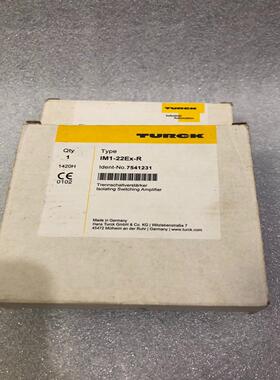 TURCK
Industrial
Automation
TURCK
Qty
1
1420H
CE
0102
Type
IM1-22Ex-R
Ident-No. 7541231
Trennschaltverstärker
Isolating Switching Amplifier
Made in Germany
Hans Turck GmbH & Co. KG | Witzlebenstraße 7
45472 Mülheim an der Ruhr | Germany | www.turck.com